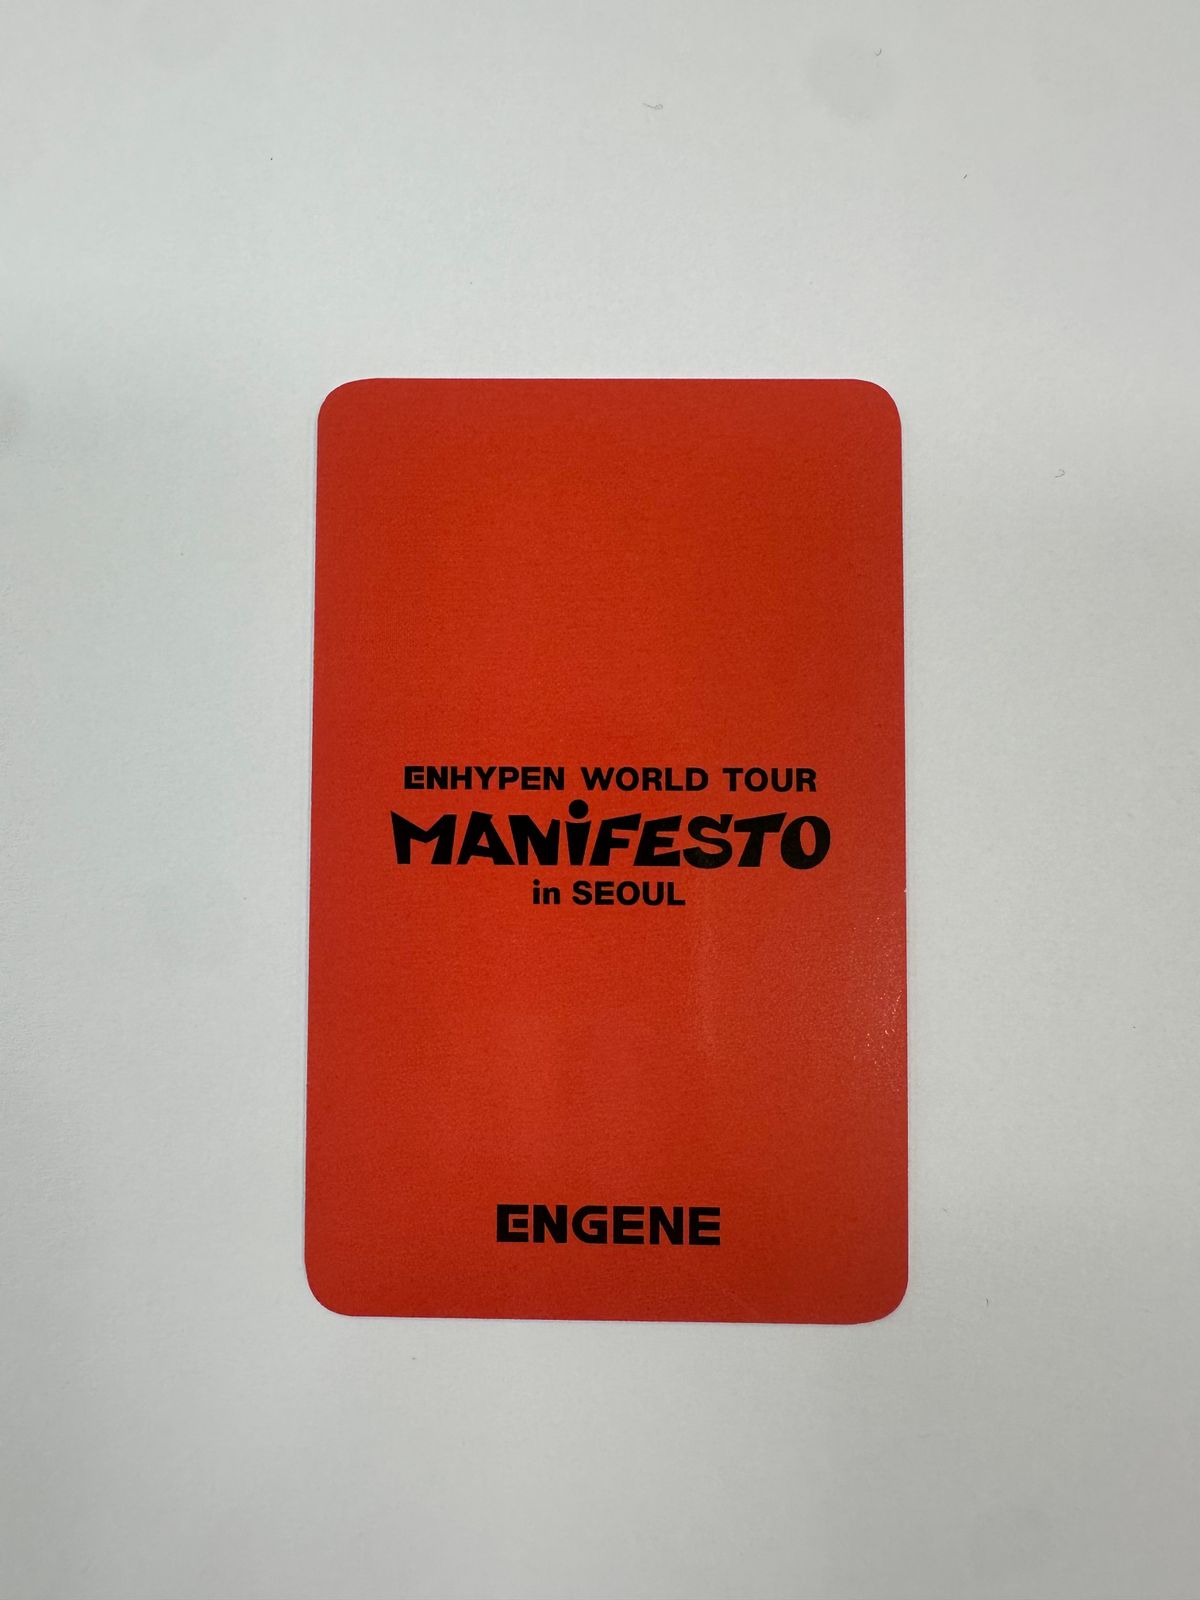 ENHYPEN WORLD TOUR
MANiFESTO
in SEOUL
ENGENE